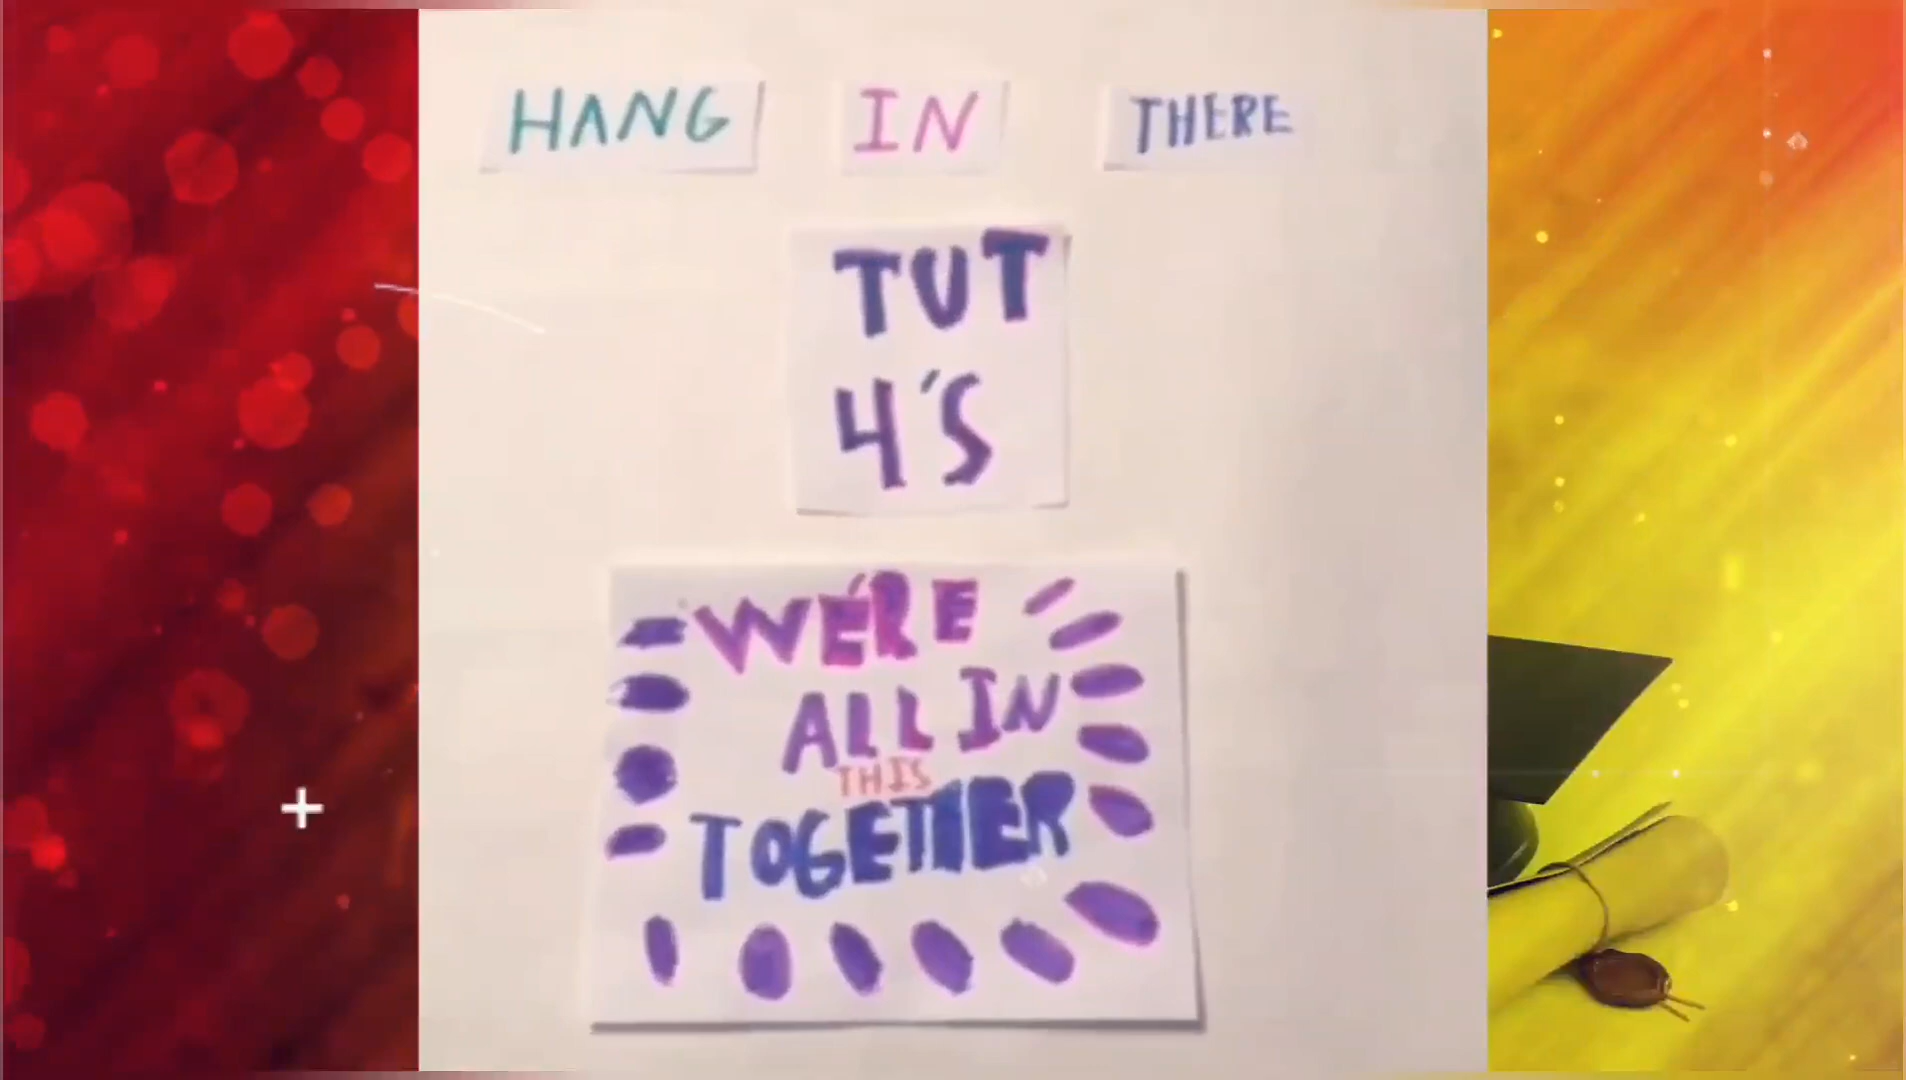 HANG IN THERE
TUT
4'S
WE'RE
ALL IN
THIS
TOGETHER